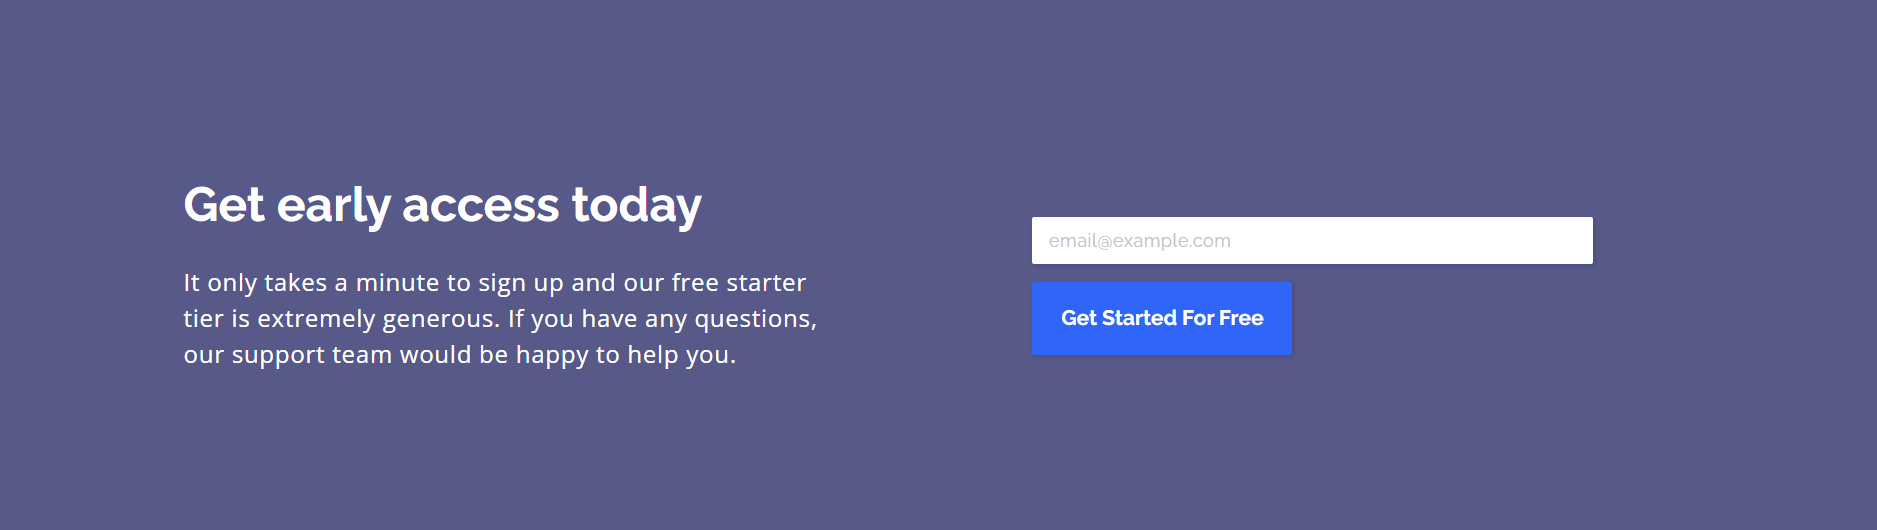 Get early access today
It only takes a minute to sign up and our free starter
tier is extremely generous. If you have any questions,
our support team would be happy to help you.
email@example.com
Get Started For Free